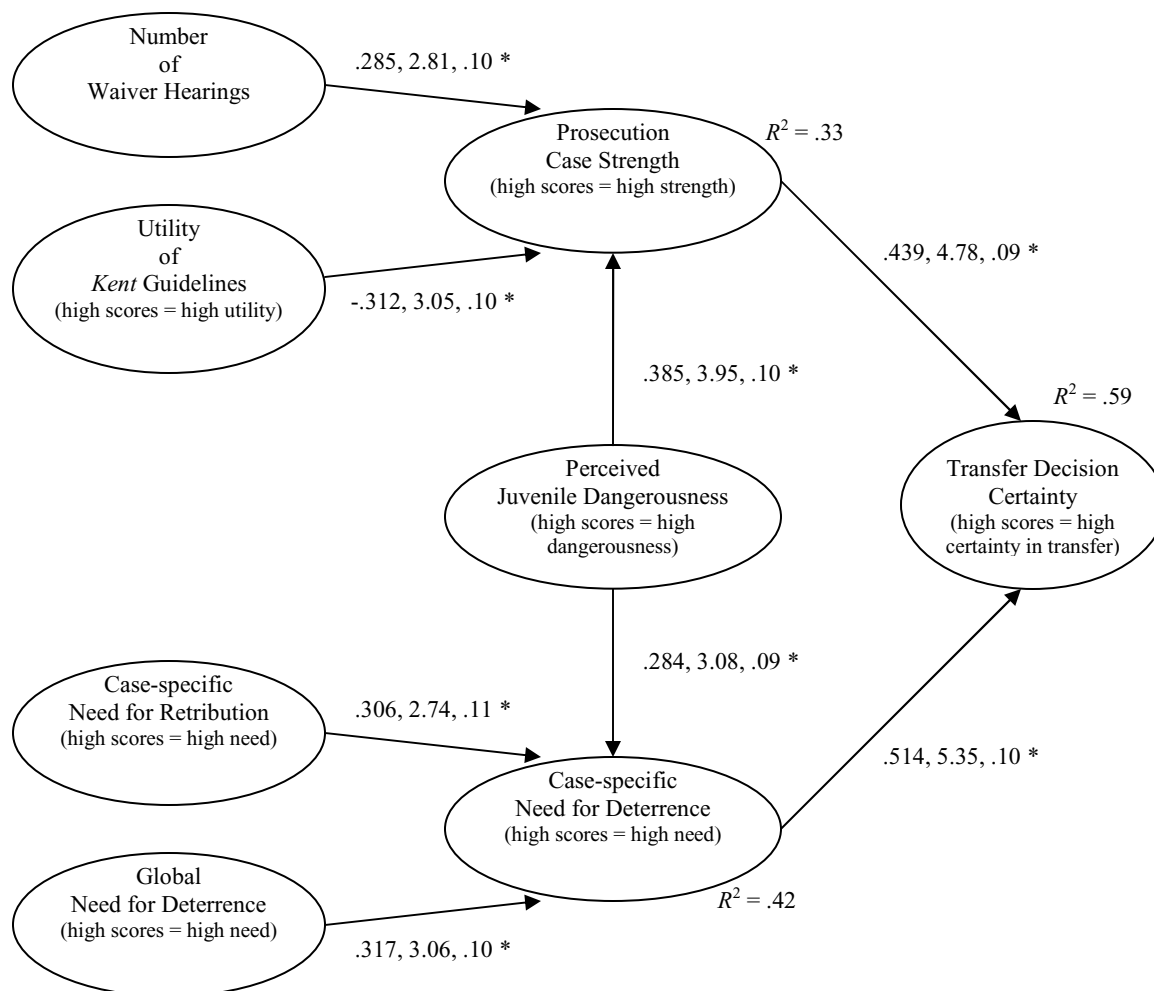 Number
of
Waiver Hearings
.285, 2.81, .10 *
Prosecution
Case Strength
(high scores = high strength)
R² = .33
Utility
of
Kent Guidelines
(high scores = high utility)
-.312, 3.05, .10 *
.439, 4.78, .09 *
.385, 3.95, .10 *
R² = .59
Perceived
Juvenile Dangerousness
(high scores = high
dangerousness)
Transfer Decision
Certainty
(high scores = high
certainty in transfer)
.284, 3.08, .09 *
Case-specific
Need for Retribution
(high scores = high need)
.306, 2.74, .11 *
.514, 5.35, .10 *
Case-specific
Need for Deterrence
(high scores = high need)
R² = .42
Global
Need for Deterrence
(high scores = high need)
.317, 3.06, .10 *